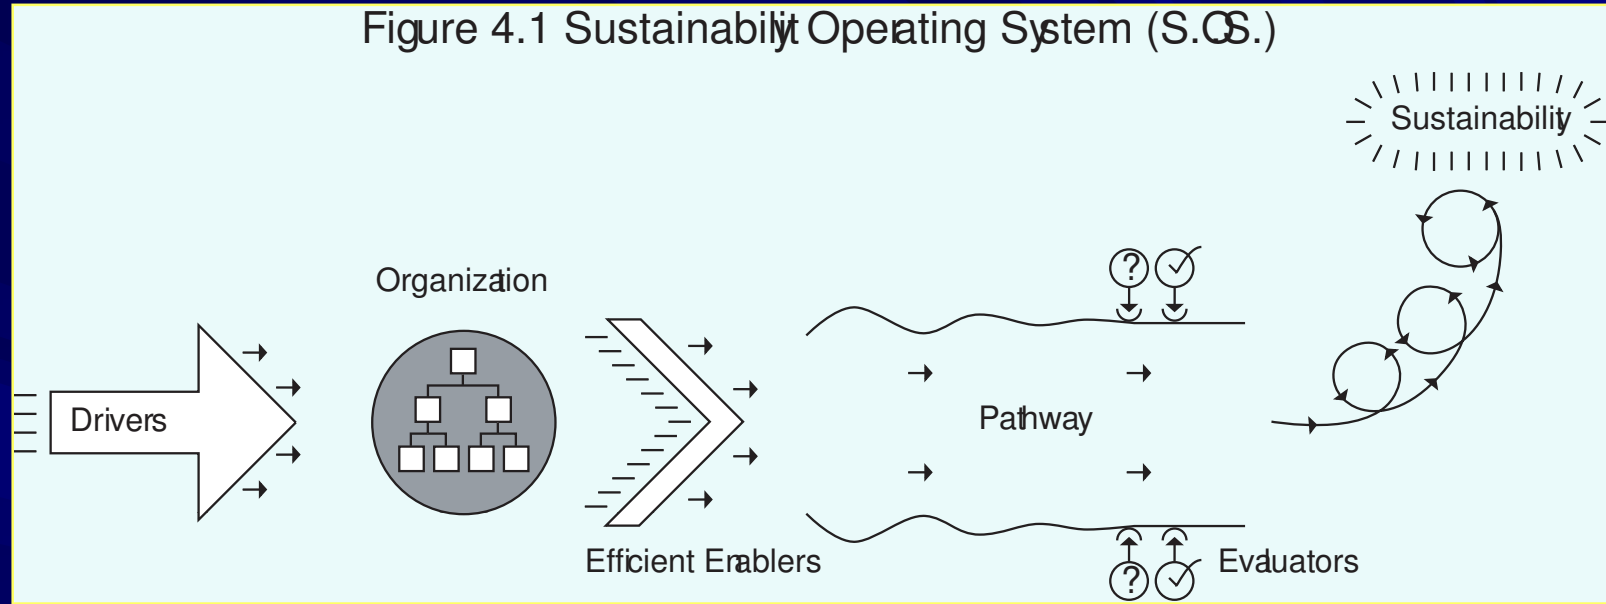 Figure 4.1 Sustainability Operating System (S.O.S.)
Sustainability
Organization
? ✓
Drivers
Pathway
Efficient Enablers
? ✓
Evaluators